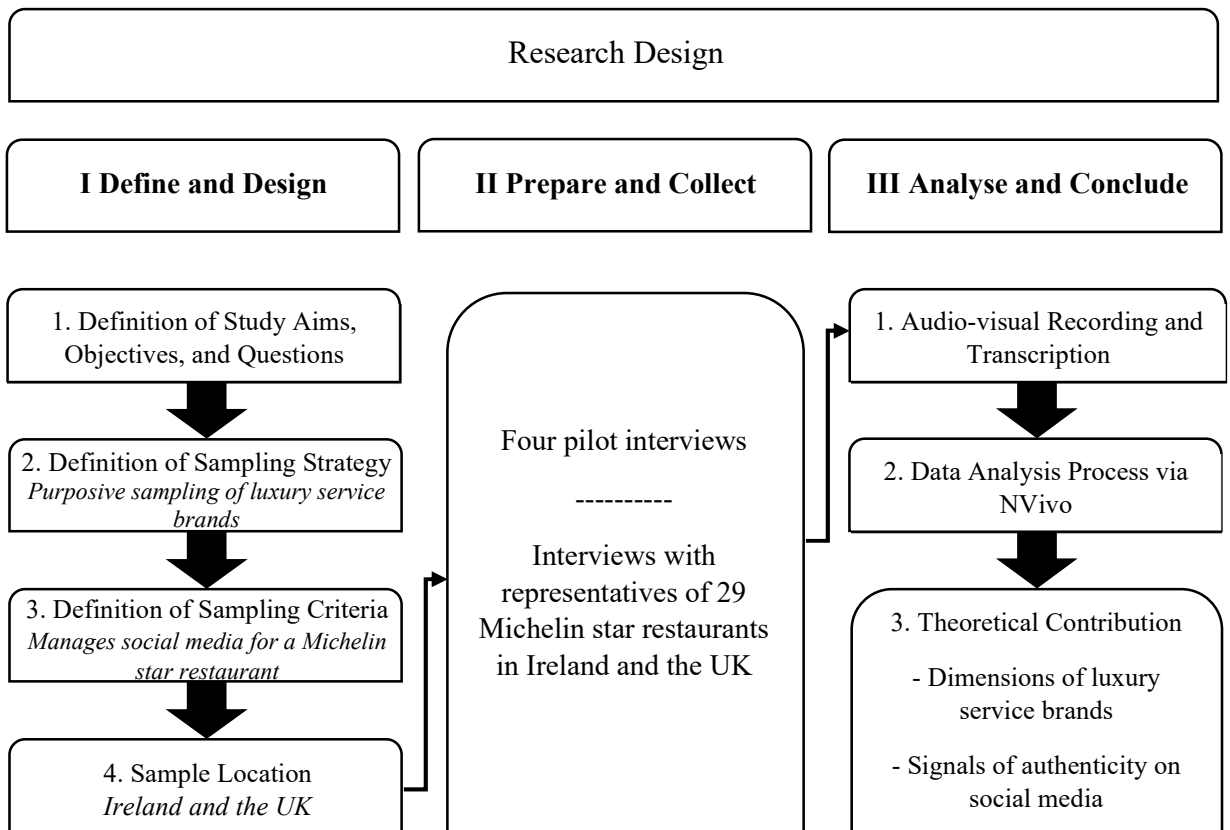 Research Design
I Define and Design
II Prepare and Collect
III Analyse and Conclude
1. Definition of Study Aims,
Objectives, and Questions
2. Definition of Sampling Strategy
Purposive sampling of luxury service
brands
3. Definition of Sampling Criteria
Manages social media for a Michelin
star restaurant
4. Sample Location
Ireland and the UK
Four pilot interviews
----------
Interviews with
representatives of 29
Michelin star restaurants
in Ireland and the UK
1. Audio-visual Recording and
Transcription
2. Data Analysis Process via
NVivo
3. Theoretical Contribution
- Dimensions of luxury
service brands
- Signals of authenticity on
social media